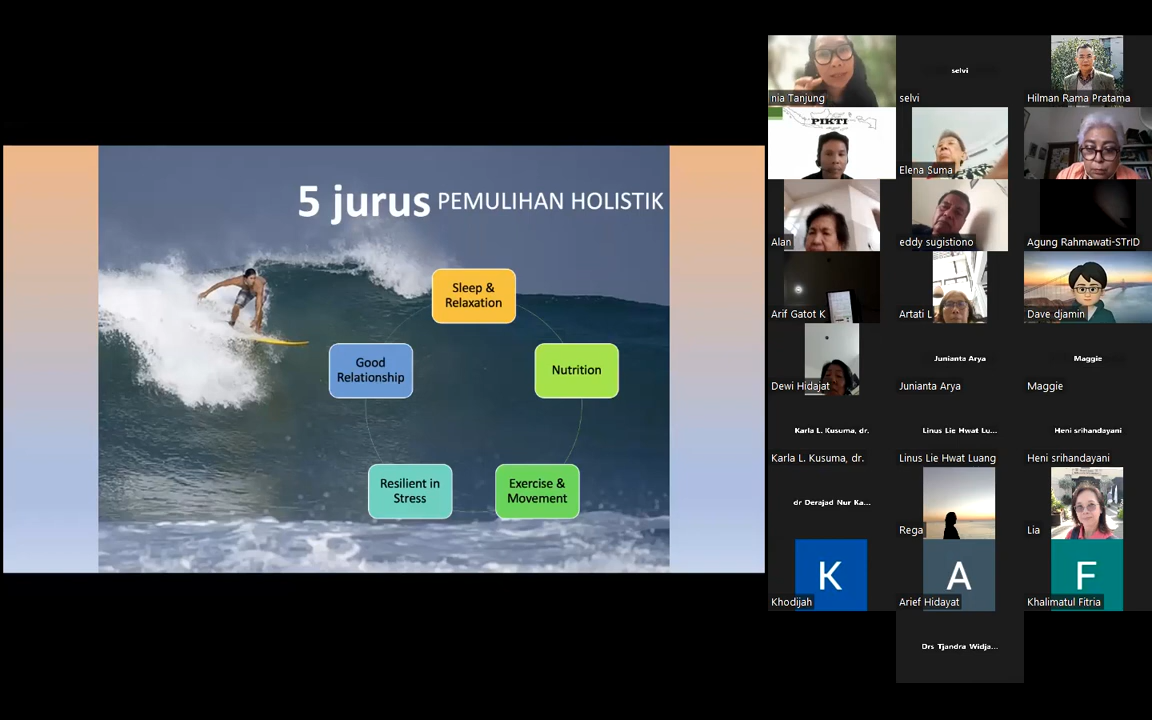 5 jurus PEMULIHAN HOLISTIK
Sleep &
Relaxation
Good
Relationship
Nutrition
Resilient in
Stress
Exercise &
Movement
nia Tanjung
selvi
selvi
Hilman Rama Pratama
PIKTI
Elena Suma
Alan
eddy sugistiono
Agung Rahmawati-STrID
Arif Gatot K
Artati L
Dave djamin
Dewi Hidajat
Junianta Arya
Junianta Arya
Maggie
Maggie
Karla L. Kusuma, dr.
Karla L. Kusuma, dr.
Linus Lie Hwat Lu...
Linus Lie Hwat Luang
Heni srihandayani
Heni srihandayani
dr Derajad Nur Ka...
Rega
Lia
K
Khodijah
A
Arief Hidayat
F
Khalimatul Fitria
Drs Tjandra Widja...